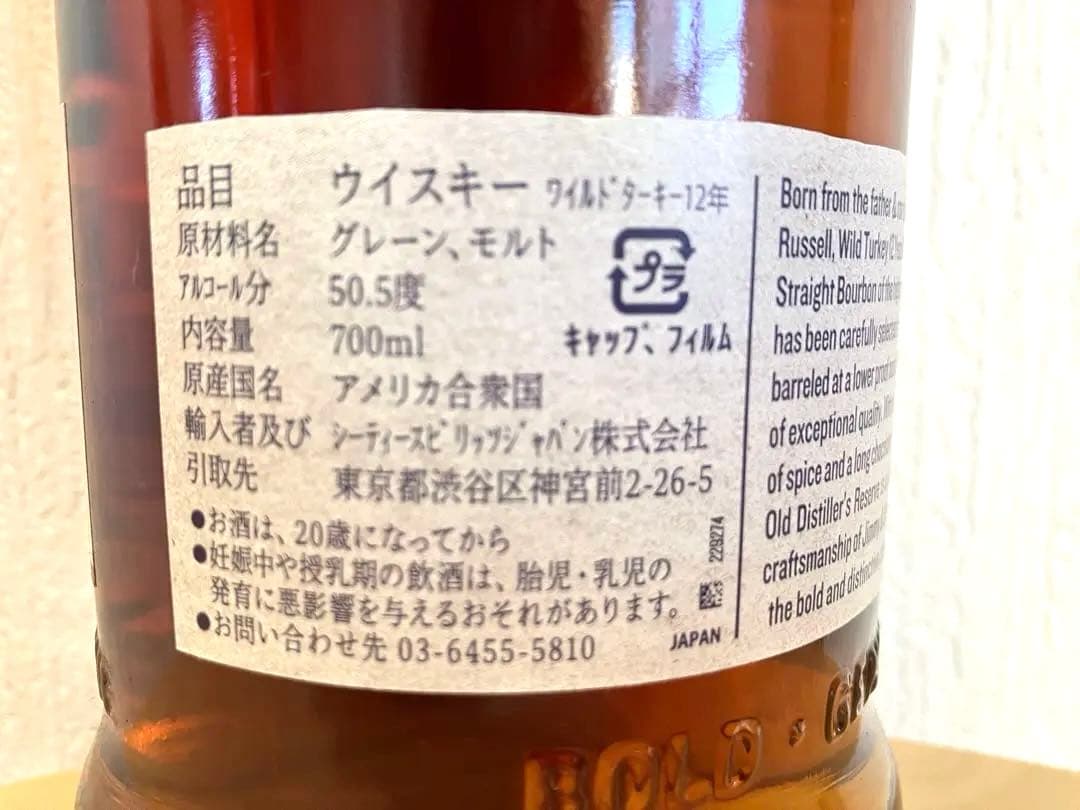 品目 ウイスキー ワイルドターキー12年
原材料名 グレーン、モルト
プラ
アルコール分 50.5度
内容量 700ml
キャップ、フィルム
原産国名 アメリカ合衆国
輸入者及び シーティースピリッツジャパン株式会社
引取先 東京都渋谷区神宮前2-26-5
●お酒は、20歳になってから
●妊娠中や授乳期の飲酒は、胎児・乳児の
発育に悪影響を与えるおそれがあります。
●お問い合わせ先 03-6455-5810
229274
JAPAN
Born from the father &
Russell, Wild Turkey
Straight Bourbon of the
has been carefully
barreled at a lower proof
of exceptional quality.
of spice and a long
Old Distiller's Reserve
craftsmanship of
the bold and
BOLD ·